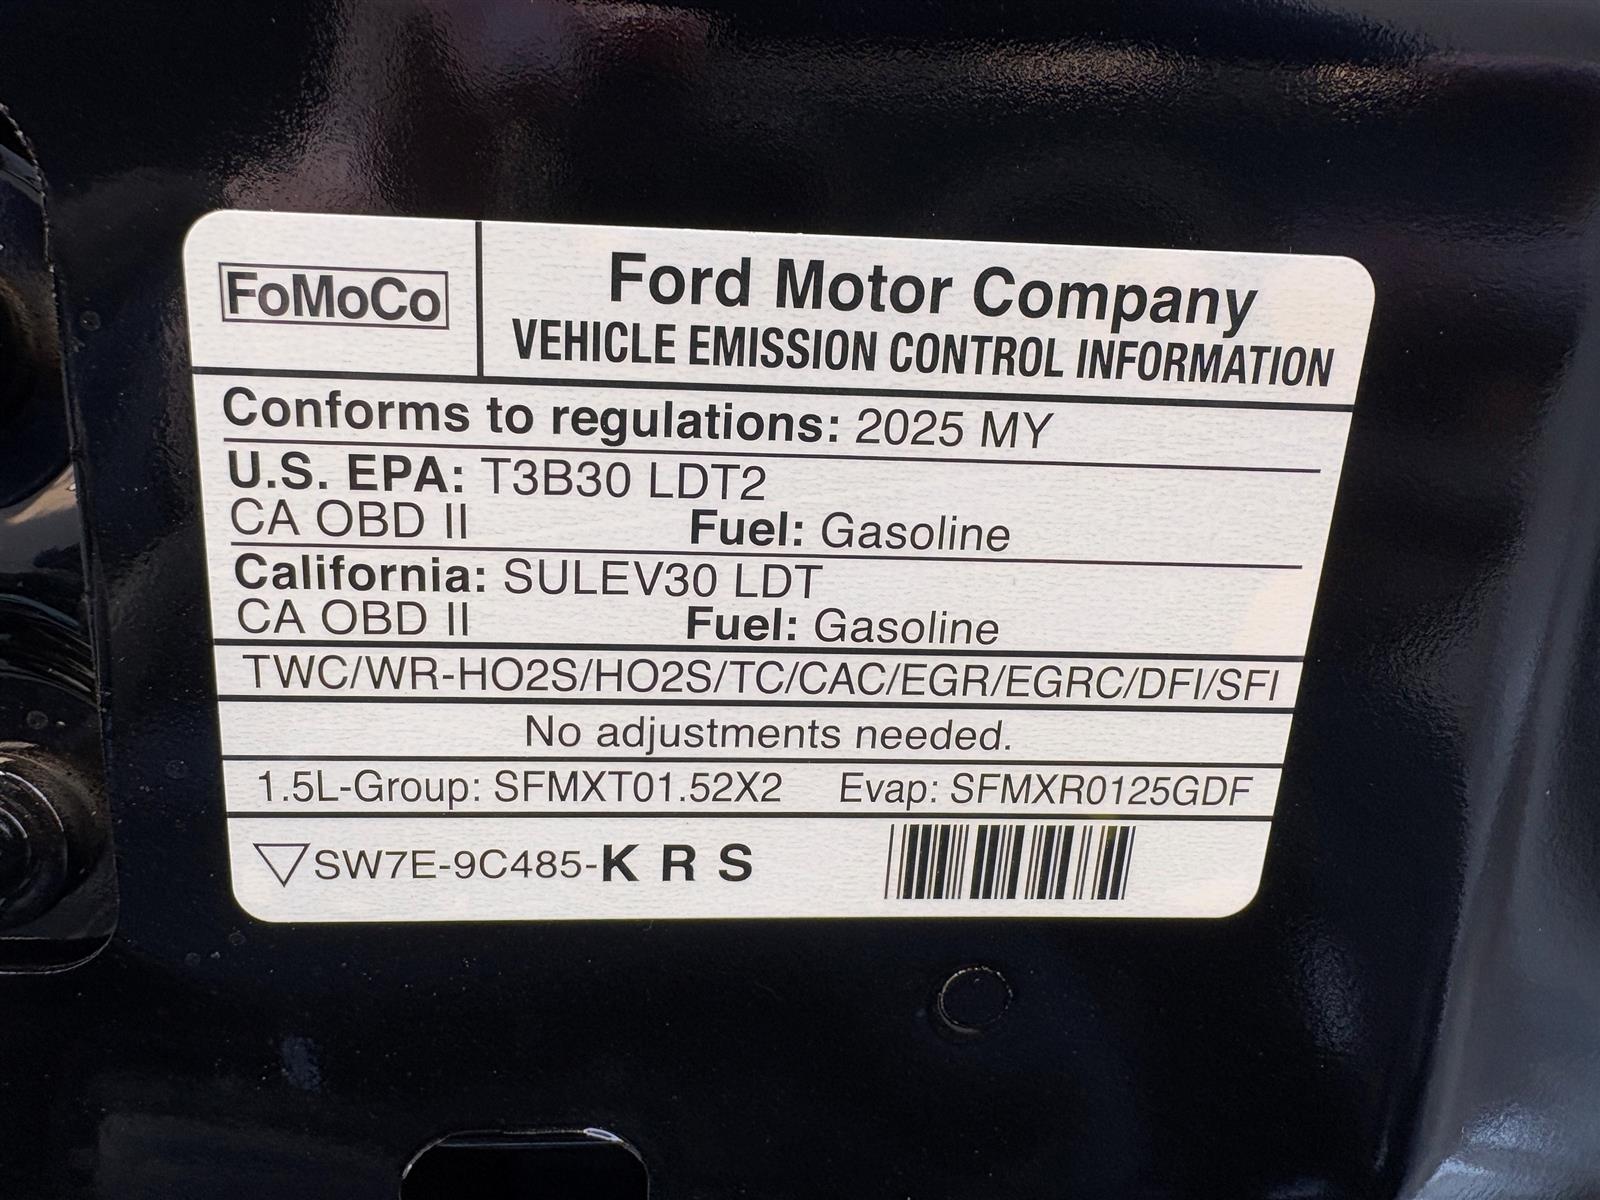 FoMoCo
Ford Motor Company
VEHICLE EMISSION CONTROL INFORMATION
Conforms to regulations: 2025 MY
U.S. EPA: T3B30 LDT2
CA OBD II Fuel: Gasoline
California: SULEV30 LDT
CA OBD II Fuel: Gasoline
TWC/WR-HO2S/HO2S/TC/CAC/EGR/EGRC/DFI/SFI
No adjustments needed.
1.5L-Group: SFMXT01.52X2 Evap: SFMXR0125GDF
SW7E-9C485-K R S